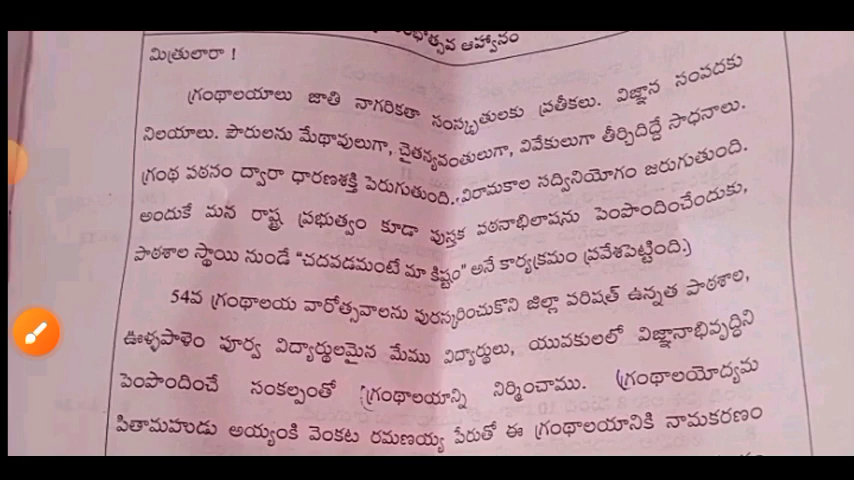 ఆహ్వానం
మిత్రులారా !
గ్రంథాలయాలు జాతి నాగరికతా సంస్కృతులకు ప్రతీకలు. విజ్ఞాన సంపదకు
నిలయాలు. పౌరులను మేథావులుగా, చైతన్యవంతులుగా, వివేకులుగా తీర్చిదిద్దే సాధనాలు.
గ్రంథ పఠనం ద్వారా ధారణశక్తి పెరుగుతుంది. విరామకాల సద్వినియోగం జరుగుతుంది.
అందుకే మన రాష్ట్ర ప్రభుత్వం కూడా పుస్తక పఠనాభిలాషను పెంపొందించేందుకు,
పాఠశాల స్థాయి నుండే "చదవడమంటే మా కిష్టం" అనే కార్యక్రమం ప్రవేశపెట్టింది.)
54వ గ్రంథాలయ వారోత్సవాలను పురస్కరించుకొని జిల్లా పరిషత్ ఉన్నత పాఠశాల,
ఊళ్ళపాళెం పూర్వ విద్యార్థులమైన మేము విద్యార్థులు, యువకులలో విజ్ఞానాభివృద్ధిని
పెంపొందించే సంకల్పంతో గ్రంథాలయాన్ని నిర్మించాము. (గ్రంథాలయోద్యమ
పితామహుడు అయ్యంకి వెంకట రమణయ్య పేరుతో ఈ గ్రంథాలయానికి నామకరణం